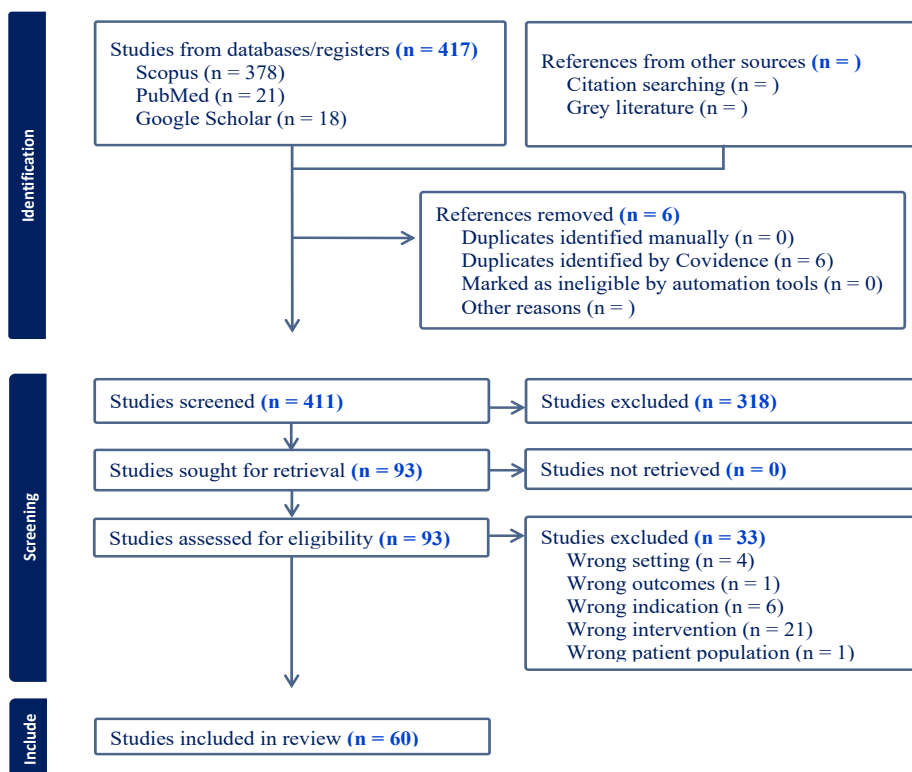 Identification
Studies from databases/registers (n = 417)
Scopus (n = 378)
PubMed (n = 21)
Google Scholar (n = 18)
References from other sources (n = )
Citation searching (n = )
Grey literature (n = )
References removed (n = 6)
Duplicates identified manually (n = 0)
Duplicates identified by Covidence (n = 6)
Marked as ineligible by automation tools (n = 0)
Other reasons (n = )
Screening
Studies screened (n = 411)
Studies excluded (n = 318)
Studies sought for retrieval (n = 93)
Studies not retrieved (n = 0)
Studies assessed for eligibility (n = 93)
Studies excluded (n = 33)
Wrong setting (n = 4)
Wrong outcomes (n = 1)
Wrong indication (n = 6)
Wrong intervention (n = 21)
Wrong patient population (n = 1)
Include
Studies included in review (n = 60)